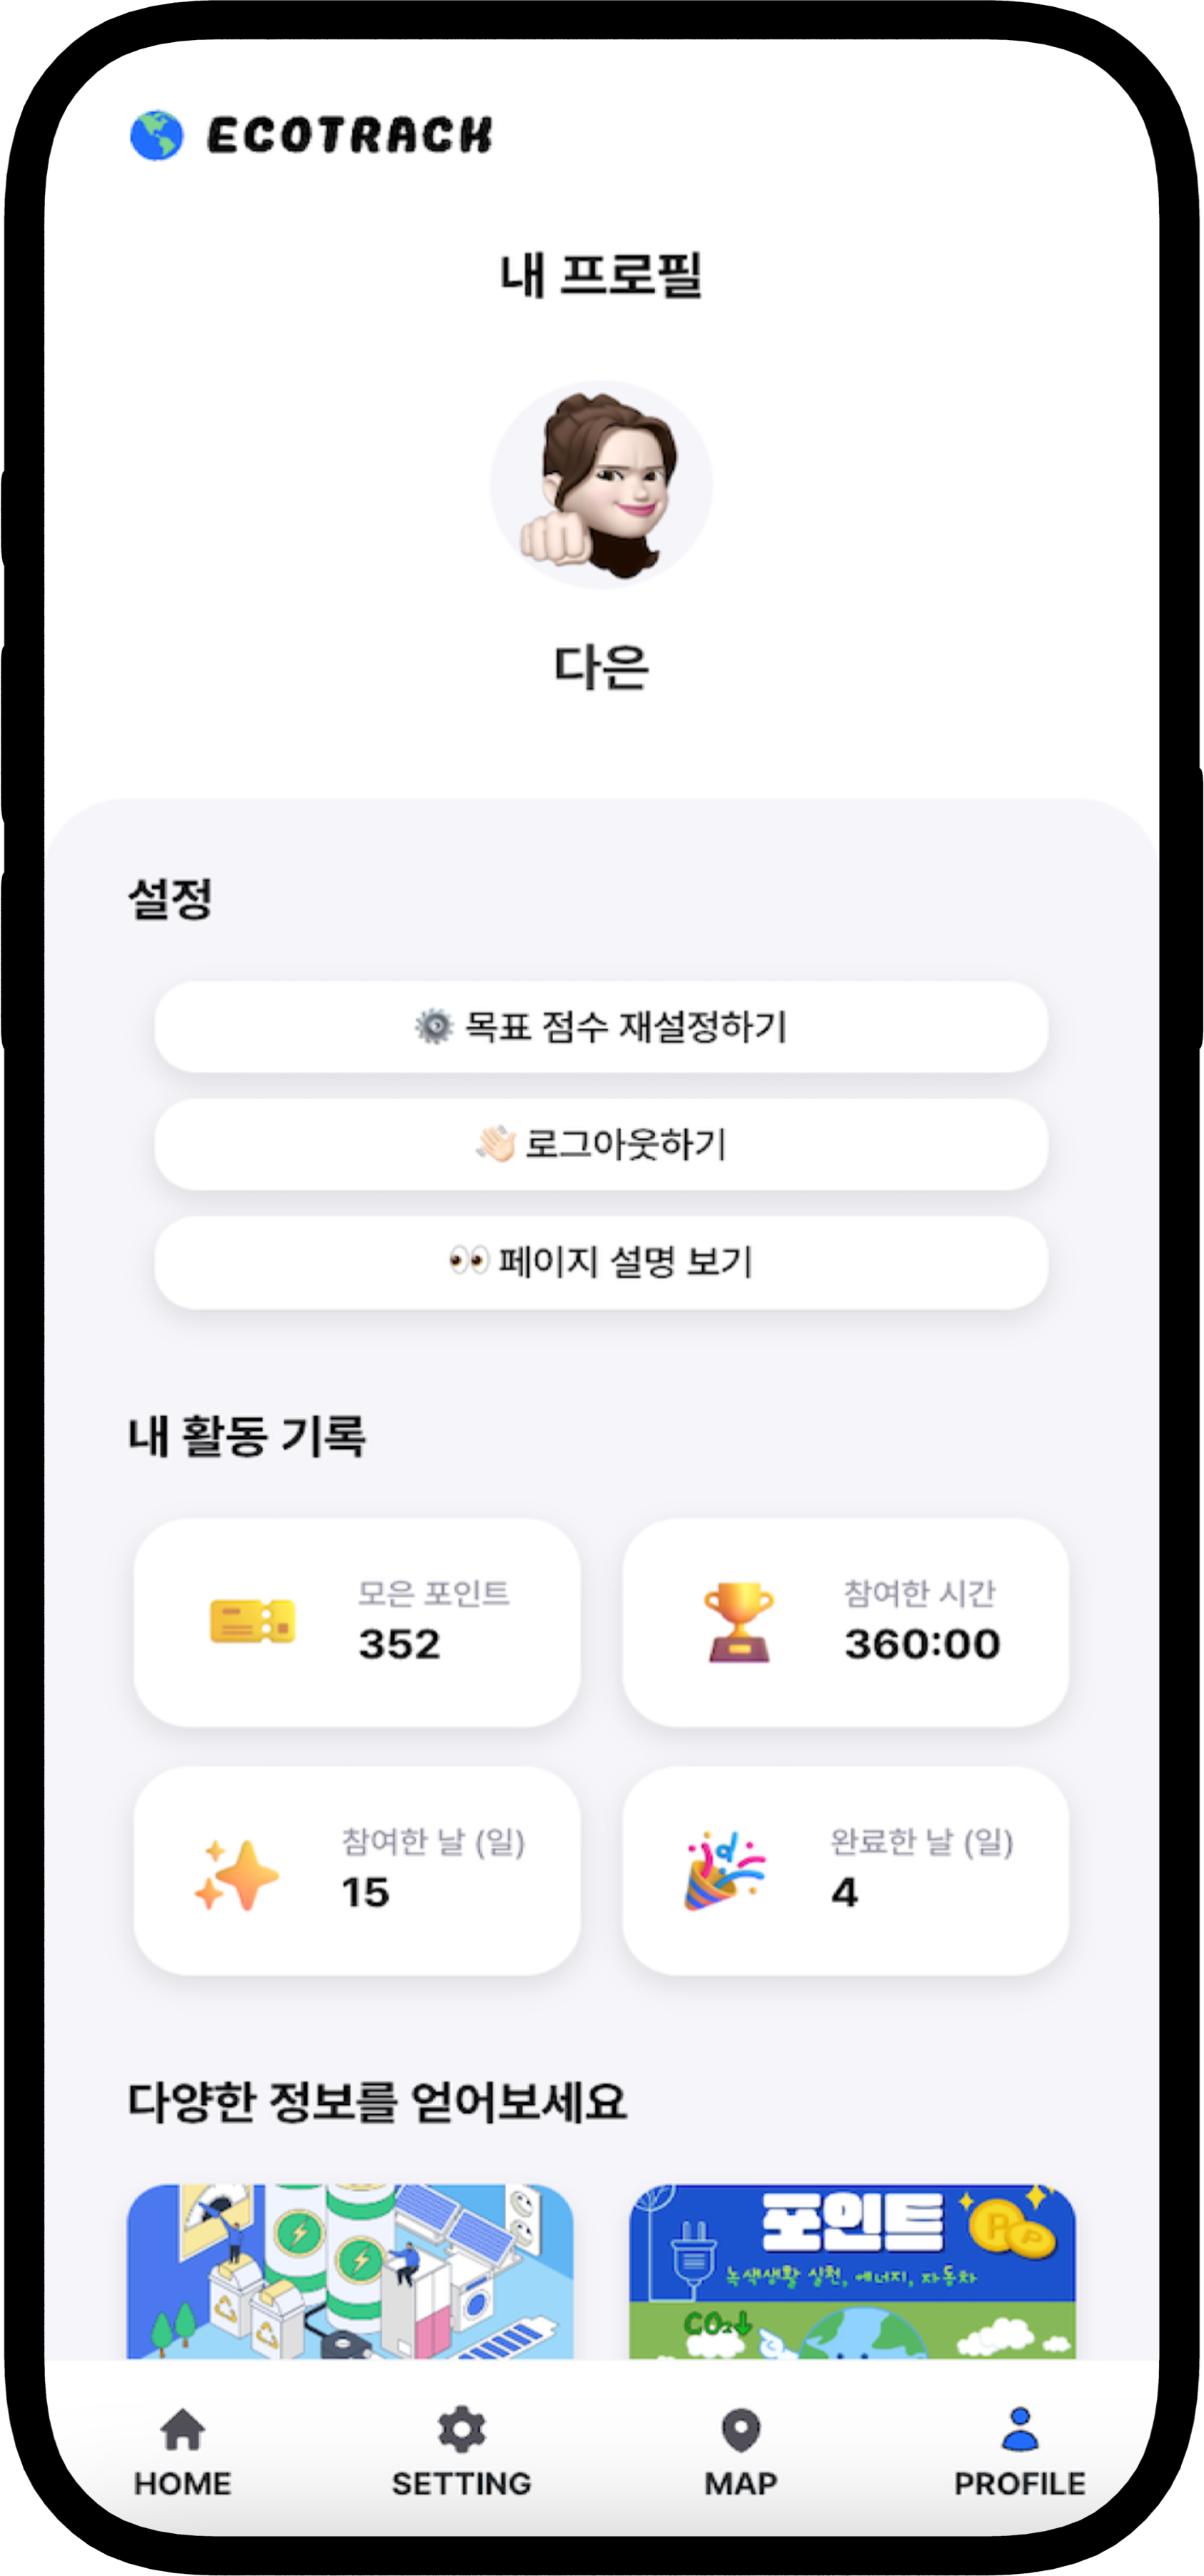 ECOTRACK
내 프로필
다은
설정
목표 점수 재설정하기
로그아웃하기
페이지 설명 보기
내 활동 기록
모은 포인트
352
참여한 시간
360:00
참여한 날 (일)
15
완료한 날 (일)
4
다양한 정보를 얻어보세요
포인트
녹색생활 실천, 에너지, 자동차
CO₂
HOME
SETTING
MAP
PROFILE